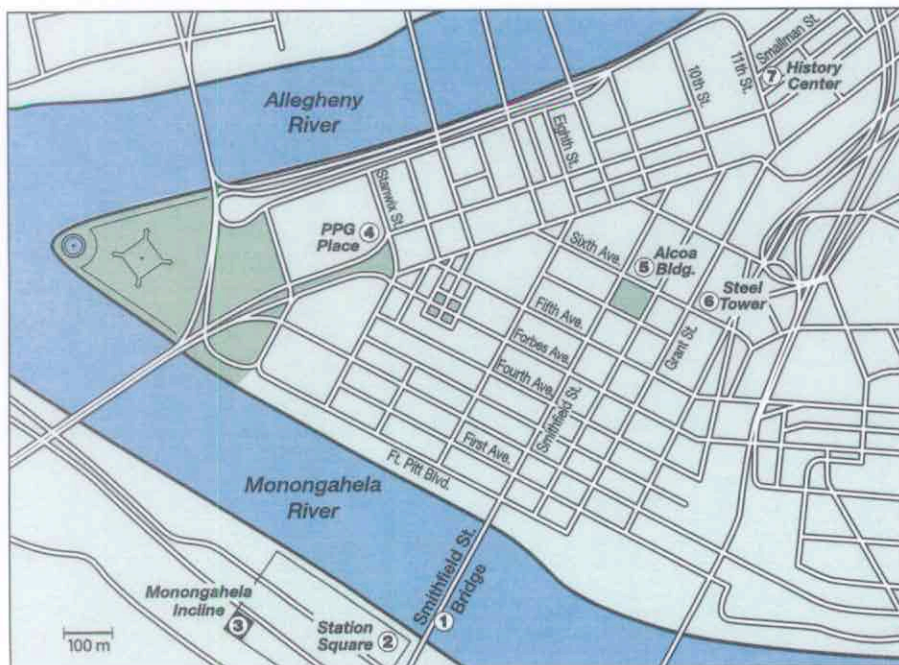 Allegheny
River
Smallman St.
11th St.
7
History
Center
10th St.
Eighth St.
Stanwix St.
PPG
Place
4
Sixth Ave.
Alcoa
Bldg.
5
Steel
Tower
6
Fifth Ave.
Forbes Ave.
Fourth Ave.
Grant St.
Smithfield St.
First Ave.
Ft. Pitt Blvd.
Monongahela
River
Smithfield St.
Bridge
1
Monongahela
Incline
3
Station
Square
2
100 m